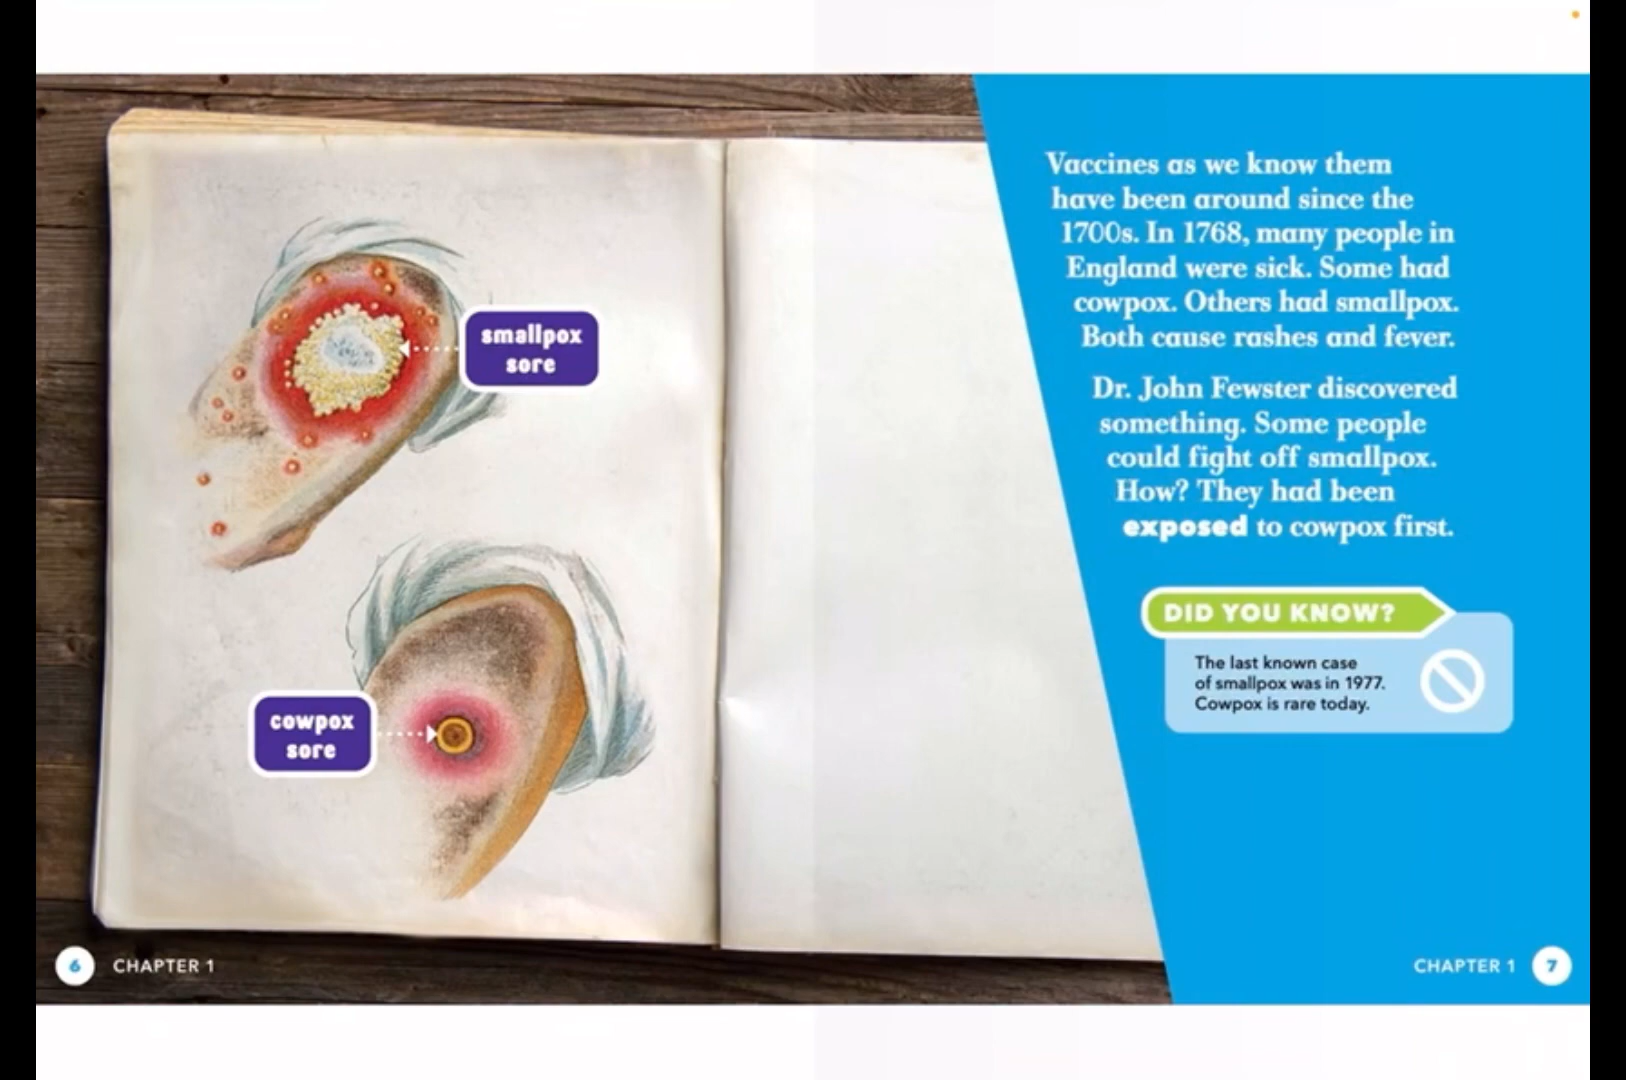 smallpox
sore
cowpox
sore
6 CHAPTER 1
Vaccines as we know them
have been around since the
1700s. In 1768, many people in
England were sick. Some had
cowpox. Others had smallpox.
Both cause rashes and fever.
Dr. John Fewster discovered
something. Some people
could fight off smallpox.
How? They had been
exposed to cowpox first.
DID YOU KNOW?
The last known case
of smallpox was in 1977.
Cowpox is rare today.
CHAPTER 1 7